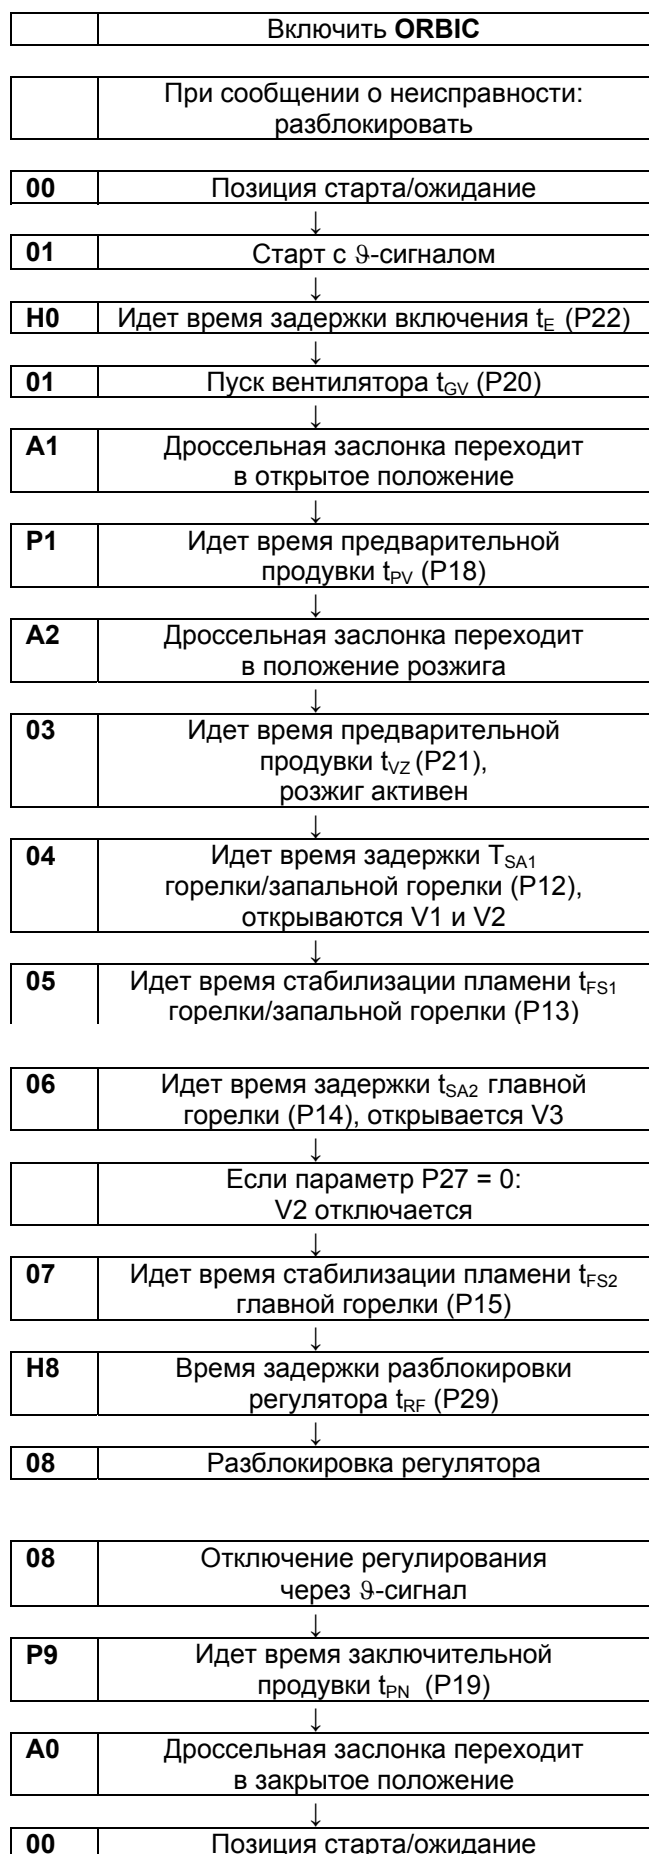 Включить ORBIC
При сообщении о неисправности:
разблокировать
00 Позиция старта/ожидание
↓
01 Старт с ϑ-сигналом
↓
H0 Идет время задержки включения tE (P22)
↓
01 Пуск вентилятора tGV (P20)
↓
A1 Дроссельная заслонка переходит
в открытое положение
↓
P1 Идет время предварительной
продувки tPV (P18)
↓
A2 Дроссельная заслонка переходит
в положение розжига
↓
03 Идет время предварительной
продувки tVZ (P21),
розжиг активен
↓
04 Идет время задержки TSA1
горелки/запальной горелки (P12),
открываются V1 и V2
↓
05 Идет время стабилизации пламени tFS1
горелки/запальной горелки (P13)
06 Идет время задержки tSA2 главной
горелки (P14), открывается V3
↓
Если параметр P27 = 0:
V2 отключается
↓
07 Идет время стабилизации пламени tFS2
главной горелки (P15)
↓
H8 Время задержки разблокировки
регулятора tRF (P29)
↓
08 Разблокировка регулятора
08 Отключение регулирования
через ϑ-сигнал
↓
P9 Идет время заключительной
продувки tPN (P19)
↓
A0 Дроссельная заслонка переходит
в закрытое положение
↓
00 Позиция старта/ожидание